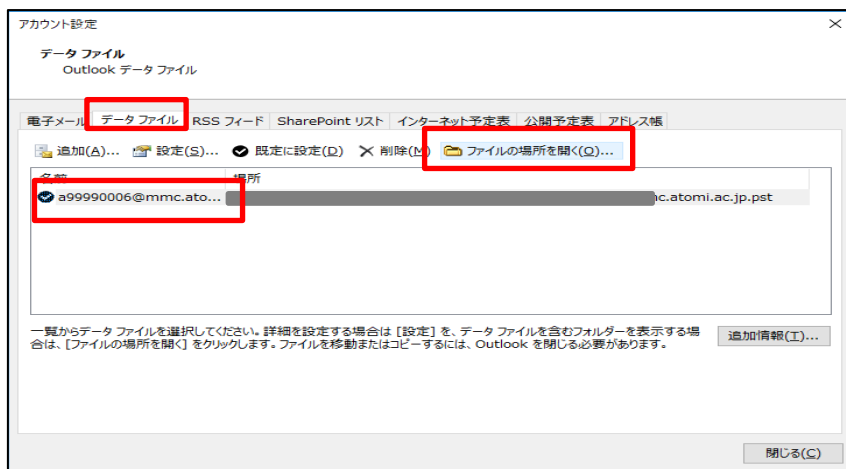 アカウント設定
データ ファイル
Outlook データ ファイル
電子メール データ ファイル RSS フィード SharePoint リスト インターネット予定表 公開予定表 アドレス帳
追加(A)... 設定(S)... 既定に設定(D) 削除(M) ファイルの場所を開く(O)...
名前 場所
a99990006@mmc.ato... nc.atomi.ac.jp.pst
一覧からデータ ファイルを選択してください。詳細を設定する場合は [設定] を、データ ファイルを含むフォルダーを表示する場
合は、[ファイルの場所を開く] をクリックします。ファイルを移動またはコピーするには、Outlook を閉じる必要があります。
追加情報(T)...
閉じる(C)